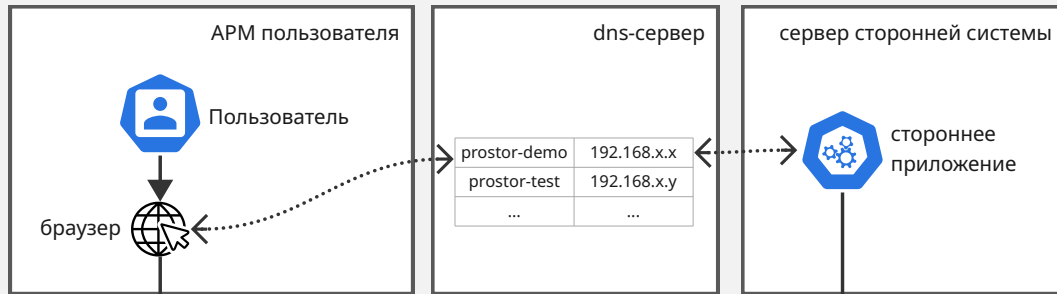 АРМ пользователя
Пользователь
браузер
dns-сервер
prostor-demo 192.168.x.x
prostor-test 192.168.x.y
... ...
сервер сторонней системы
стороннее
приложение